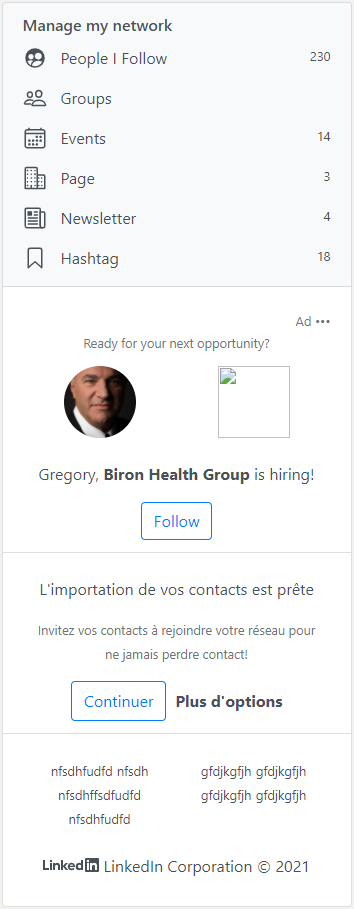 Manage my network
People I Follow 230
Groups
Events 14
Page 3
Newsletter 4
Hashtag 18
Ad •••
Ready for your next opportunity?
Gregory, Biron Health Group is hiring!
Follow
L'importation de vos contacts est prête
Invitez vos contacts à rejoindre votre réseau pour
ne jamais perdre contact!
Continuer Plus d'options
nfsdhfudfd nfsdh gfdjkgfjh gfdjkgfjh
nfsdhffsdfudfd gfdjkgfjh gfdjkgfjh
nfsdhfudfd
Linkedin LinkedIn Corporation © 2021